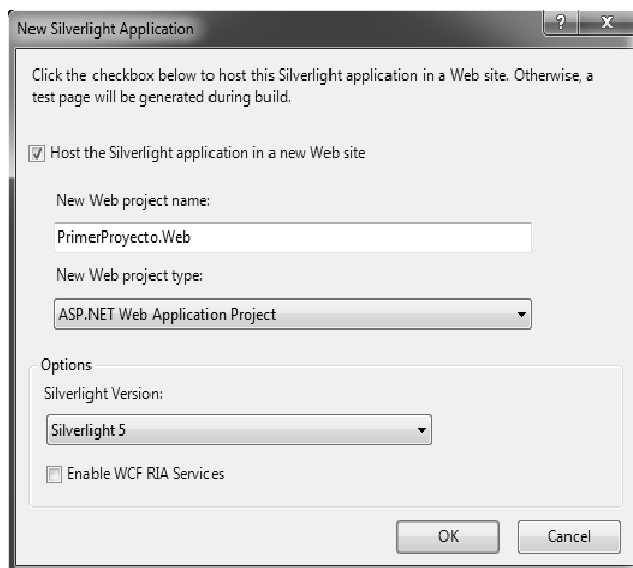 New Silverlight Application
Click the checkbox below to host this Silverlight application in a Web site. Otherwise, a
test page will be generated during build.
Host the Silverlight application in a new Web site
New Web project name:
PrimerProyecto.Web
New Web project type:
ASP.NET Web Application Project
Options
Silverlight Version:
Silverlight 5
Enable WCF RIA Services
OK Cancel